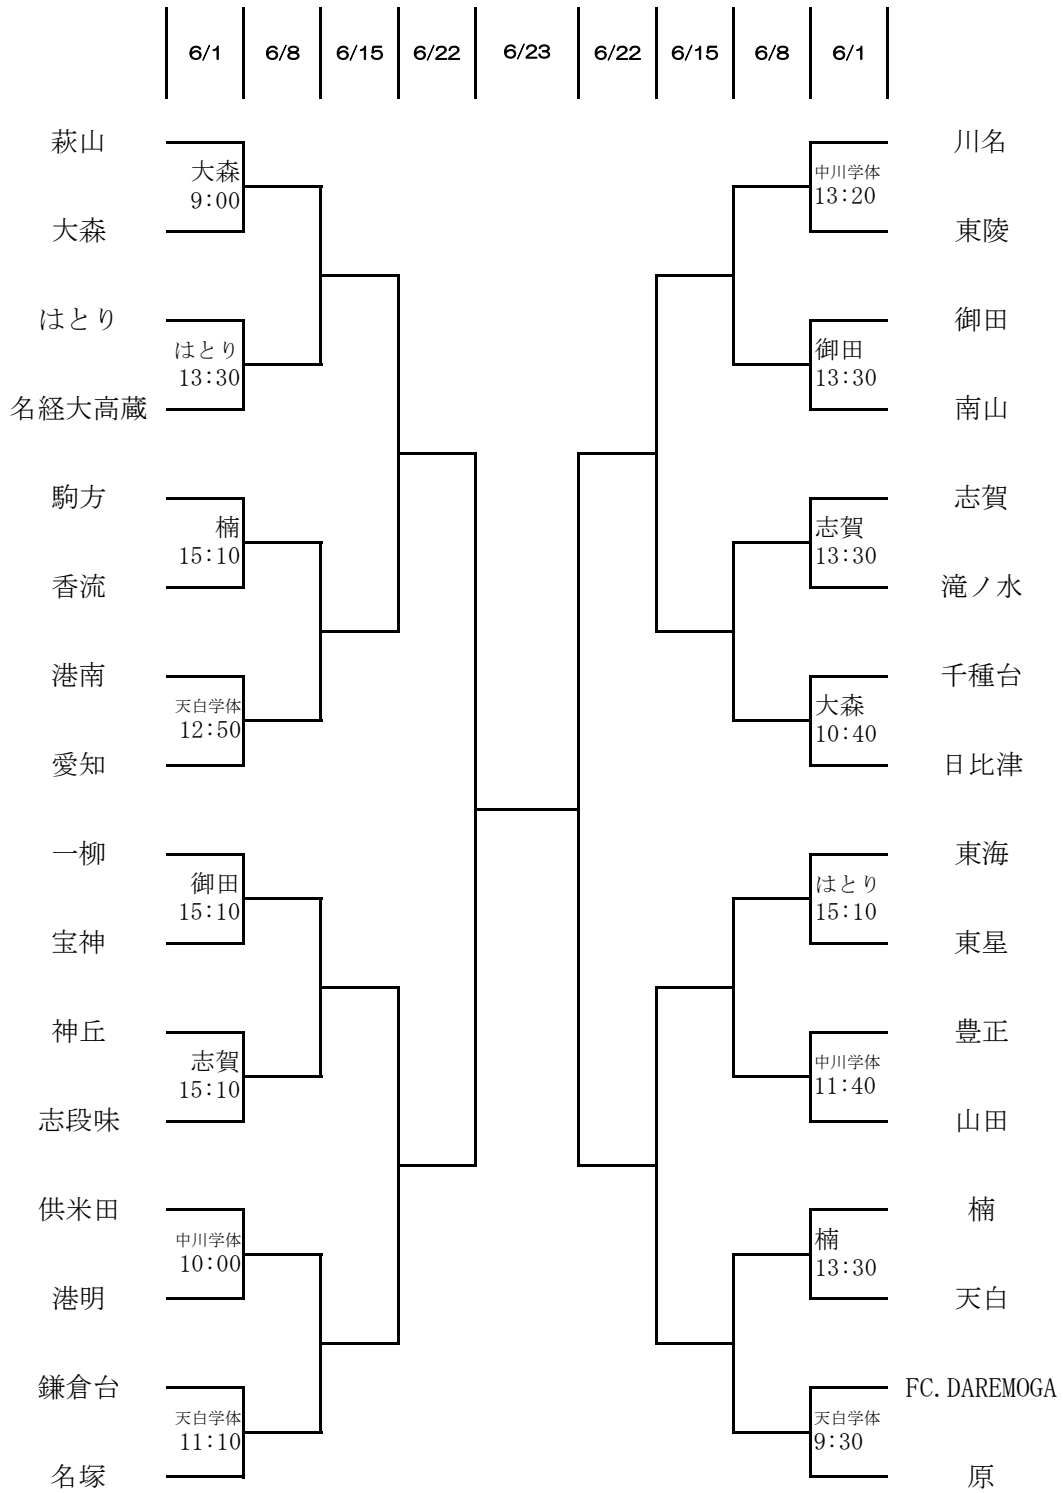 6/1 6/8 6/15 6/22 6/23 6/22 6/15 6/8 6/1
萩山
大森
9:00
大森
はとり
はとり
13:30
名経大高蔵
駒方
楠
15:10
香流
港南
天白学体
12:50
愛知
一柳
御田
15:10
宝神
神丘
志賀
15:10
志段味
供米田
中川学体
10:00
港明
鎌倉台
天白学体
11:10
名塚
川名
中川学体
13:20
東陵
御田
御田
13:30
南山
志賀
志賀
13:30
滝ノ水
千種台
大森
10:40
日比津
東海
はとり
15:10
東星
豊正
中川学体
11:40
山田
楠
楠
13:30
天白
FC.DAREMOGA
天白学体
9:30
原